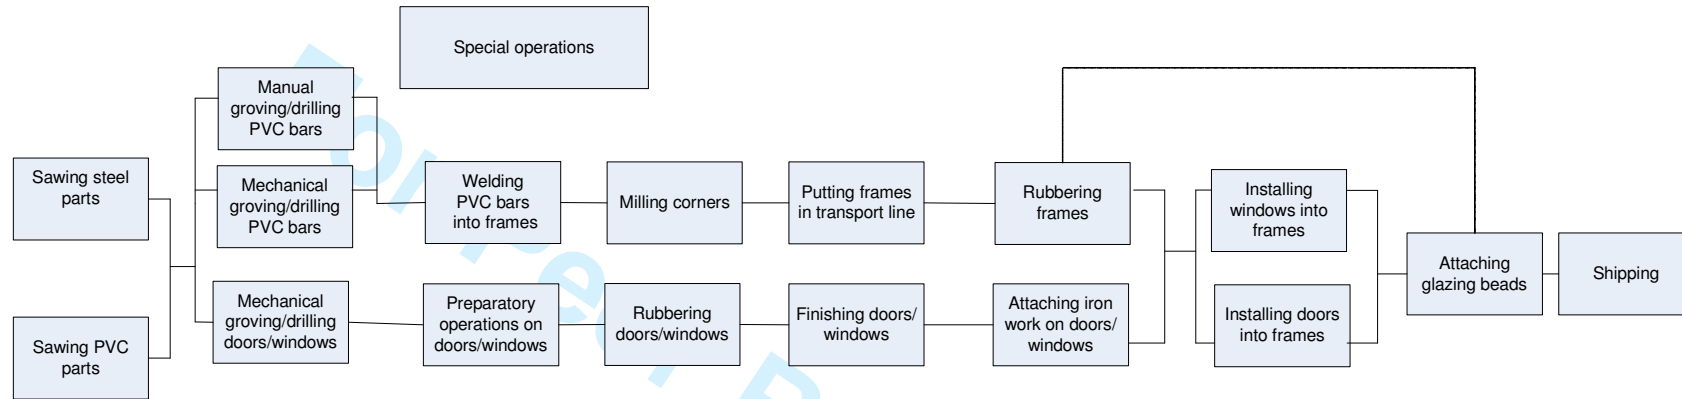 Special operations
Manual
groving/drilling
PVC bars
Sawing steel
parts
Mechanical
groving/drilling
PVC bars
Welding
PVC bars
into frames
Milling corners
Putting frames
in transport line
Rubbering
frames
Installing
windows into
frames
Attaching
glazing beads
Shipping
Sawing PVC
parts
Mechanical
groving/drilling
doors/windows
Preparatory
operations on
doors/windows
Rubbering
doors/windows
Finishing doors/
windows
Attaching iron
work on doors/
windows
Installing doors
into frames